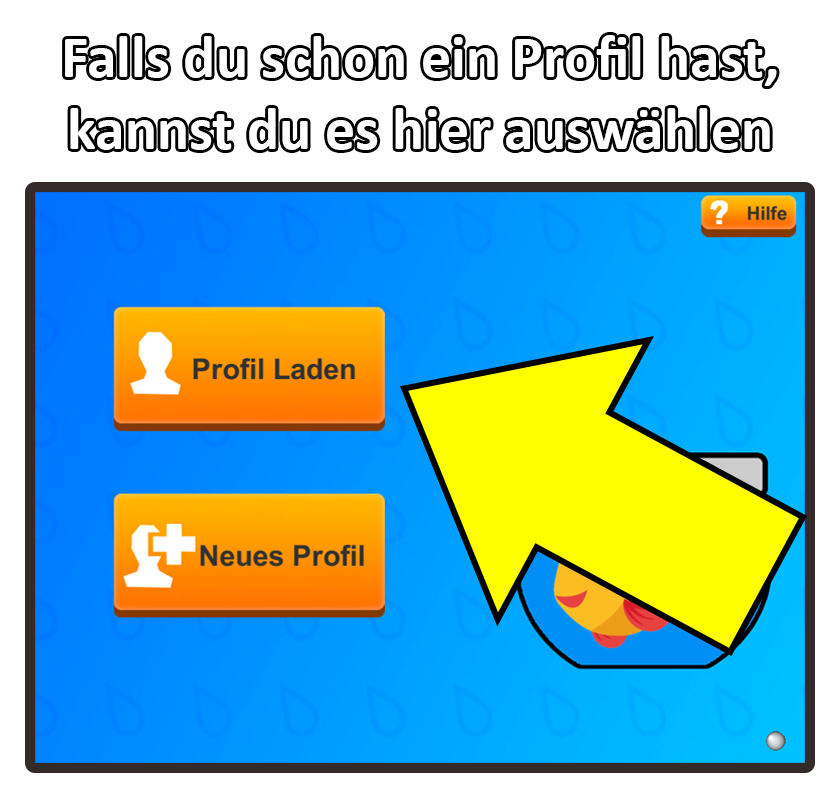 Falls du schon ein Profil hast,
kannst du es hier auswählen
? Hilfe
Profil Laden
Neues Profil